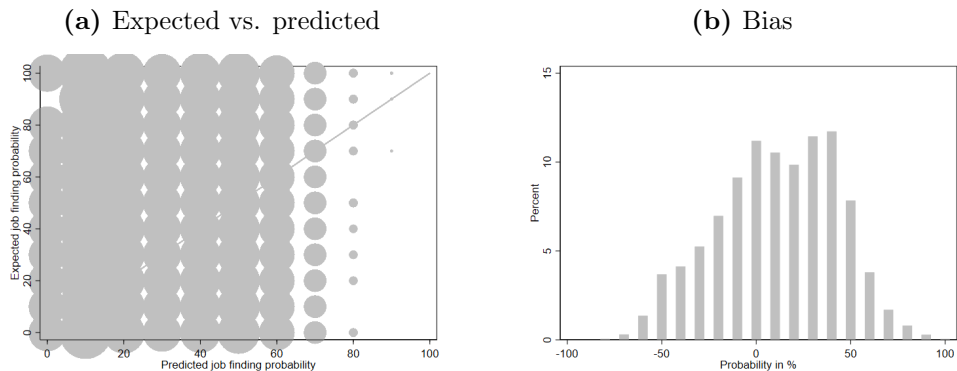 (a) Expected vs. predicted
Expected job finding probability
100
80
60
40
20
0
0 20 40 60 80 100
Predicted job finding probability
(b) Bias
Percent
15
10
5
0
-100 -50 0 50 100
Probability in %